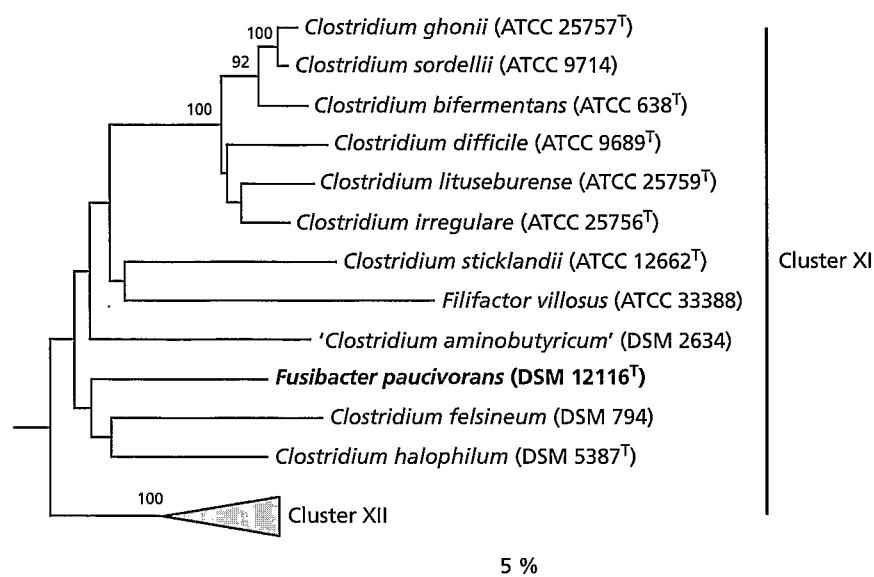 100
Clostridium ghonii (ATCC 25757ᵀ)
92
Clostridium sordellii (ATCC 9714)
100
Clostridium bifermentans (ATCC 638ᵀ)
Clostridium difficile (ATCC 9689ᵀ)
Clostridium lituseburense (ATCC 25759ᵀ)
Clostridium irregulare (ATCC 25756ᵀ)
Clostridium sticklandii (ATCC 12662ᵀ)
Cluster XI
Filifactor villosus (ATCC 33388)
'Clostridium aminobutyricum' (DSM 2634)
Fusibacter paucivorans (DSM 12116ᵀ)
Clostridium felsineum (DSM 794)
Clostridium halophilum (DSM 5387ᵀ)
100
Cluster XII
5 %